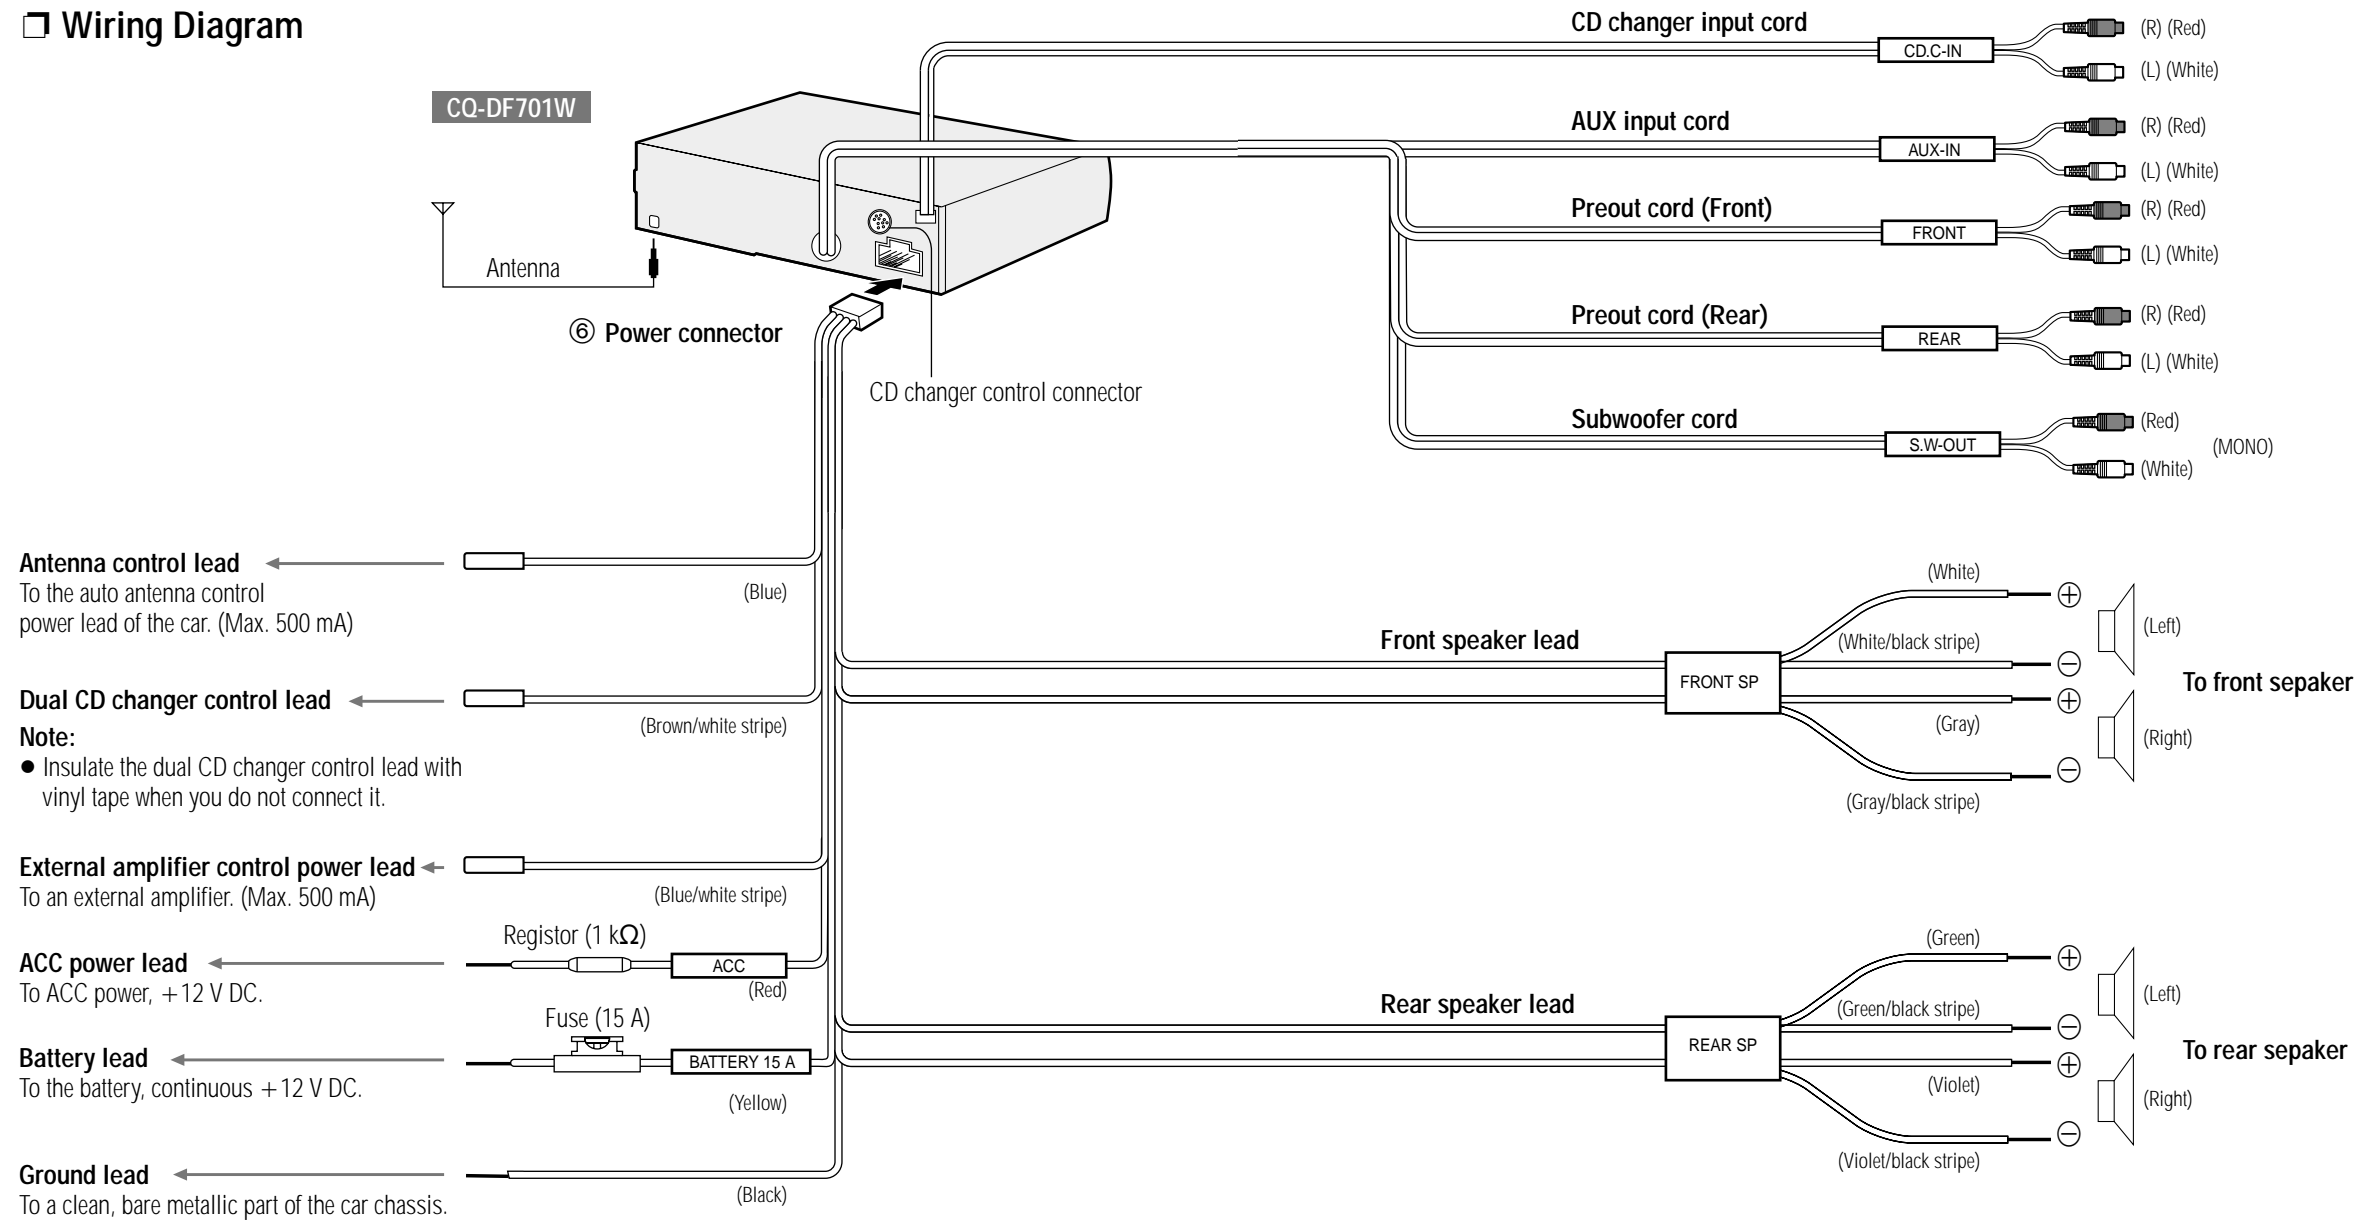 ❐ Wiring Diagram
CQ-DF701W
Antenna
⑥ Power connector
CD changer control connector
CD changer input cord
CD.C-IN
(R) (Red)
(L) (White)
AUX input cord
AUX-IN
(R) (Red)
(L) (White)
Preout cord (Front)
FRONT
(R) (Red)
(L) (White)
Preout cord (Rear)
REAR
(R) (Red)
(L) (White)
Subwoofer cord
S.W-OUT
(Red)
(MONO)
(White)
Antenna control lead
To the auto antenna control
power lead of the car. (Max. 500 mA)
(Blue)
Dual CD changer control lead
(Brown/white stripe)
Note:
● Insulate the dual CD changer control lead with
vinyl tape when you do not connect it.
External amplifier control power lead
To an external amplifier. (Max. 500 mA)
(Blue/white stripe)
Registor (1 kΩ)
ACC power lead
To ACC power, +12 V DC.
ACC
(Red)
Fuse (15 A)
Battery lead
To the battery, continuous +12 V DC.
BATTERY 15 A
(Yellow)
Ground lead
To a clean, bare metallic part of the car chassis.
(Black)
Front speaker lead
FRONT SP
(White)
(White/black stripe)
(Gray)
(Gray/black stripe)
⊕
⊖
⊕
⊖
(Left)
(Right)
To front sepaker
Rear speaker lead
REAR SP
(Green)
(Green/black stripe)
(Violet)
(Violet/black stripe)
⊕
⊖
⊕
⊖
(Left)
(Right)
To rear sepaker